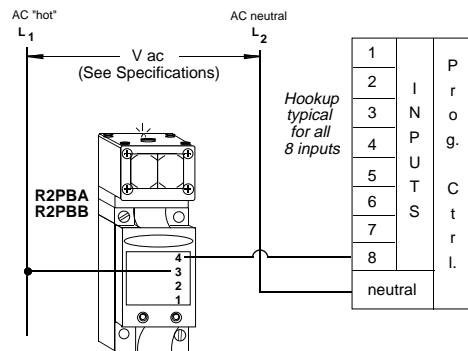 AC "hot"
L1
AC neutral
L2
V ac
(See Specifications)
Hookup
typical
for all
8 inputs
R2PBA
R2PBB
4
3
2
1
1
2
3
4
5
6
7
8
neutral
INPUTS
Prog. Ctrl.